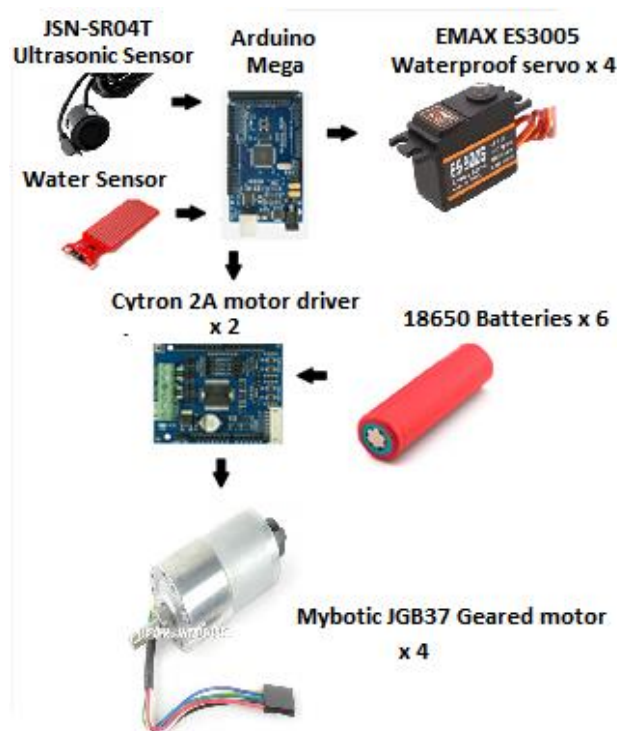 JSN-SR04T
Ultrasonic Sensor
Arduino
Mega
EMAX ES3005
Waterproof servo x 4
ES3005
Water Sensor
Cytron 2A motor driver
x 2
18650 Batteries x 6
Mybotic JGB37 Geared motor
x 4